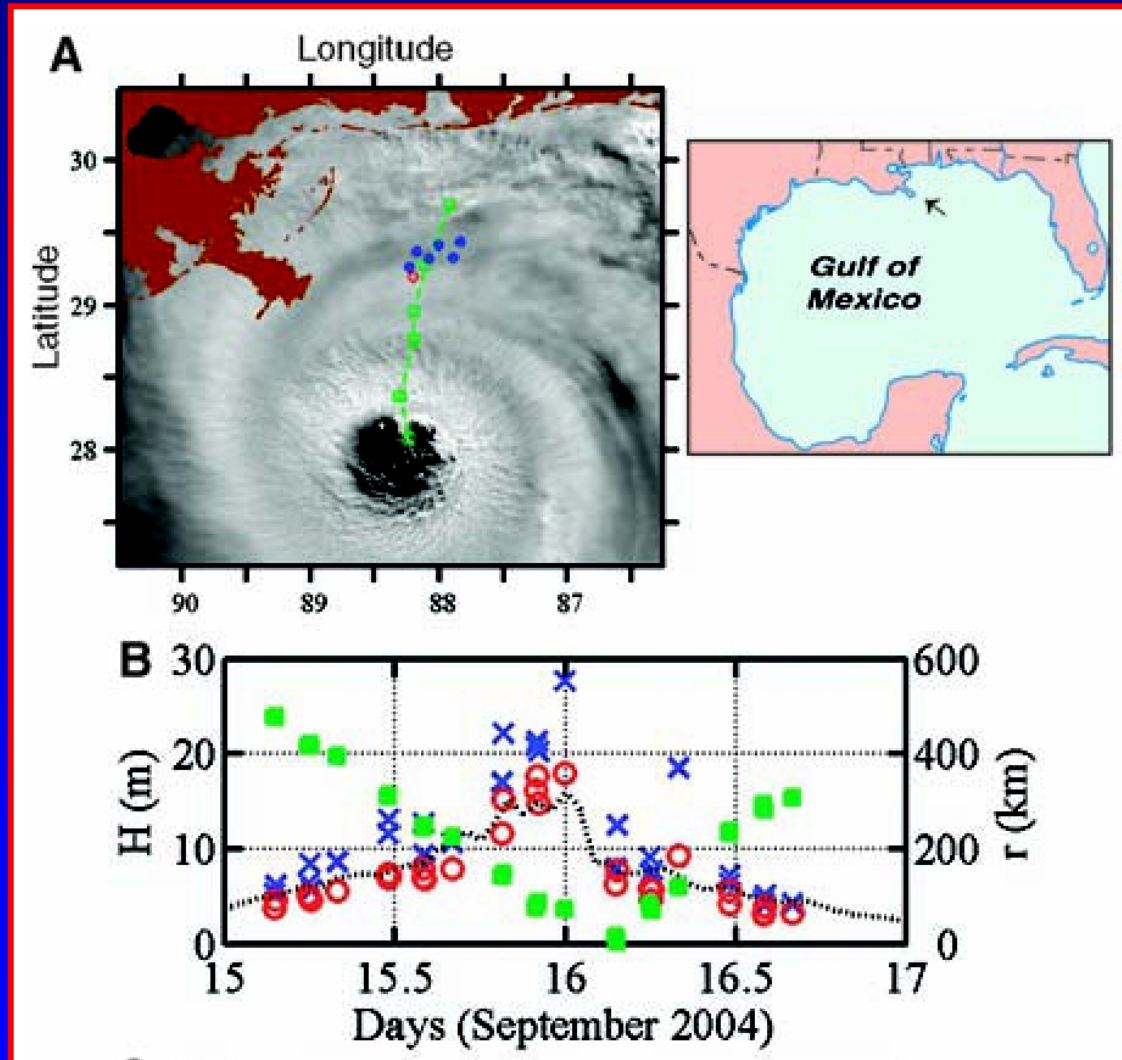 A
Longitude
Latitude
30
29
28
90 89 88 87
Gulf of
Mexico
B
H (m)
30
20
10
0
r (km)
600
400
200
0
15 15.5 16 16.5 17
Days (September 2004)